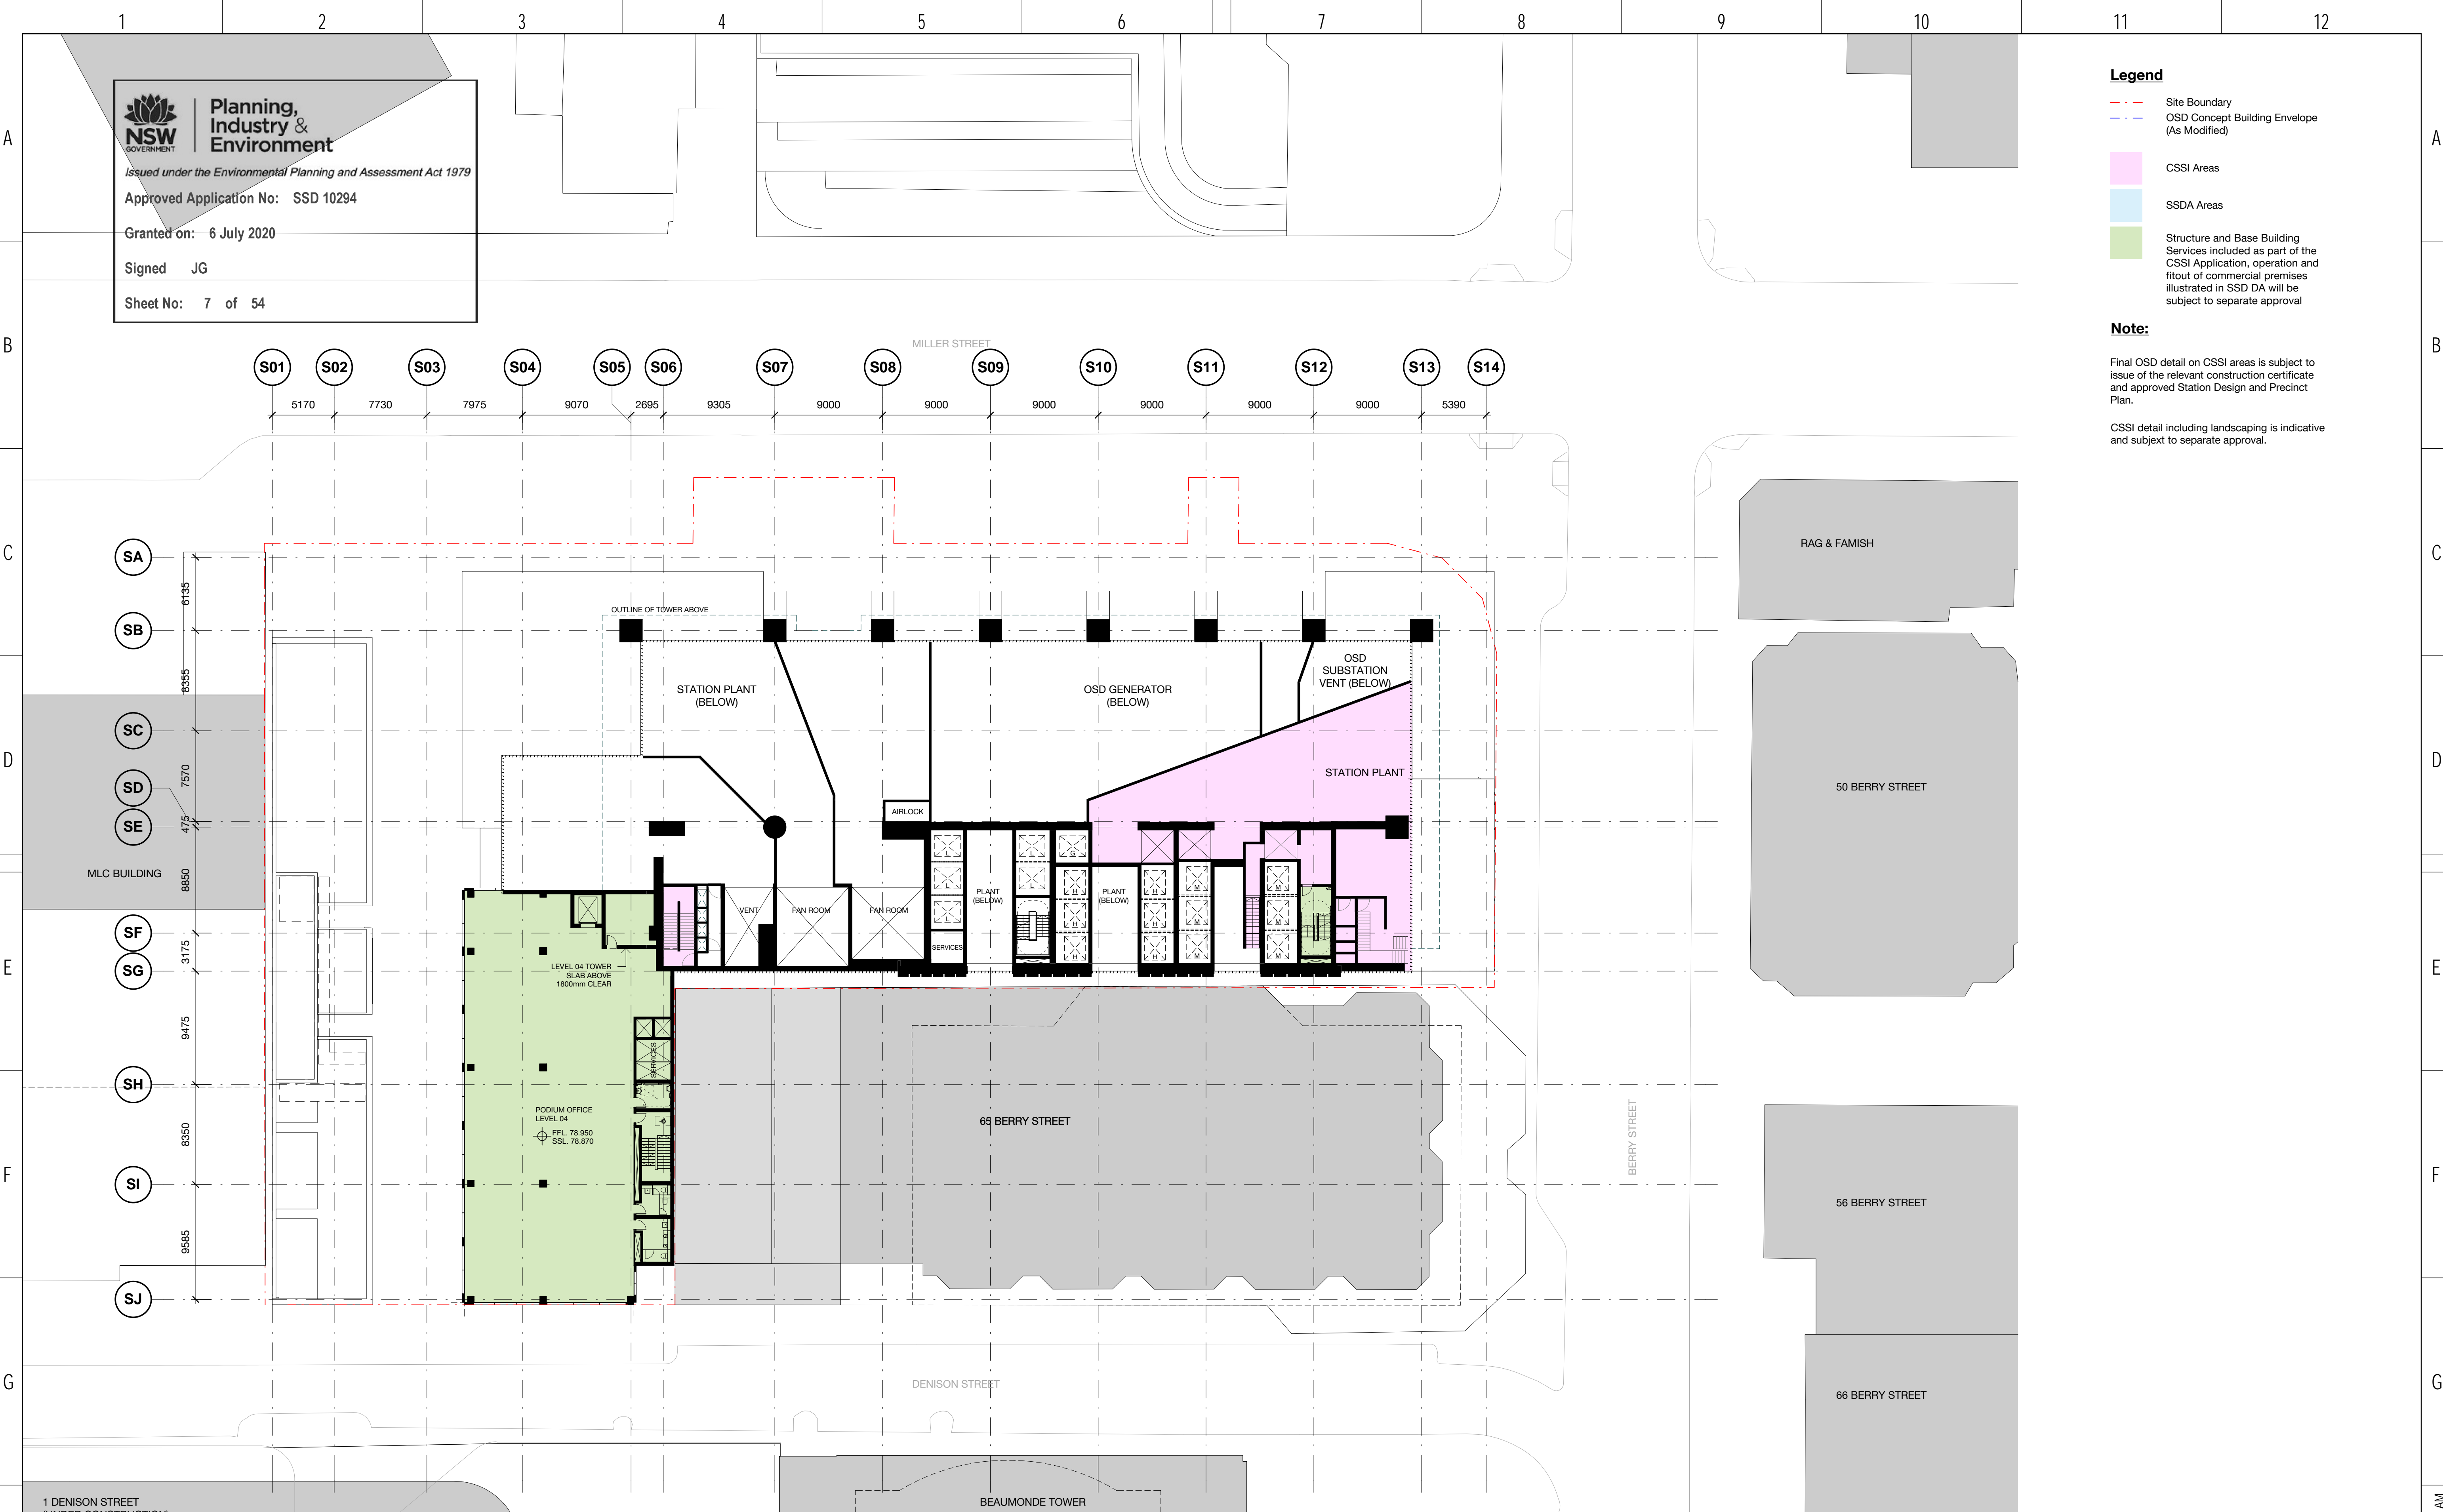 1 2 3 4 5 6 7 8 9 10 11 12
A
B
C
D
E
F
G
A
B
C
D
E
F
G
AM
NSW
GOVERNMENT
Planning,
Industry &
Environment
Issued under the Environmental Planning and Assessment Act 1979
Approved Application No: SSD 10294
Granted on: 6 July 2020
Signed JG
Sheet No: 7 of 54
Legend
Site Boundary
OSD Concept Building Envelope
(As Modified)
CSSI Areas
SSDA Areas
Structure and Base Building
Services included as part of the
CSSI Application, operation and
fitout of commercial premises
illustrated in SSD DA will be
subject to separate approval
Note:
Final OSD detail on CSSI areas is subject to
issue of the relevant construction certificate
and approved Station Design and Precinct
Plan.
CSSI detail including landscaping is indicative
and subjext to separate approval.
MILLER STREET
S01 S02 S03 S04 S05 S06 S07 S08 S09 S10 S11 S12 S13 S14
5170 7730 7975 9070 2695 9305 9000 9000 9000 9000 9000 9000 5390
SA
SB
SC
SD
SE
SF
SG
SH
SI
SJ
6135
8355
7570
475
8850
3175
9475
8350
9585
OUTLINE OF TOWER ABOVE
STATION PLANT
(BELOW)
OSD GENERATOR
(BELOW)
OSD
SUBSTATION
VENT (BELOW)
STATION PLANT
AIRLOCK
L
L
L
L
L
G
H
H
H
H
H
H
M
M
M
M
M
M
PLANT
(BELOW)
PLANT
(BELOW)
VENT
FAN ROOM
FAN ROOM
SERVICES
LEVEL 04 TOWER
SLAB ABOVE
1800mm CLEAR
SERVICES
PODIUM OFFICE
LEVEL 04
FFL. 78.950
SSL. 78.870
MLC BUILDING
65 BERRY STREET
RAG & FAMISH
50 BERRY STREET
56 BERRY STREET
66 BERRY STREET
BERRY STREET
DENISON STREET
1 DENISON STREET
BEAUMONDE TOWER